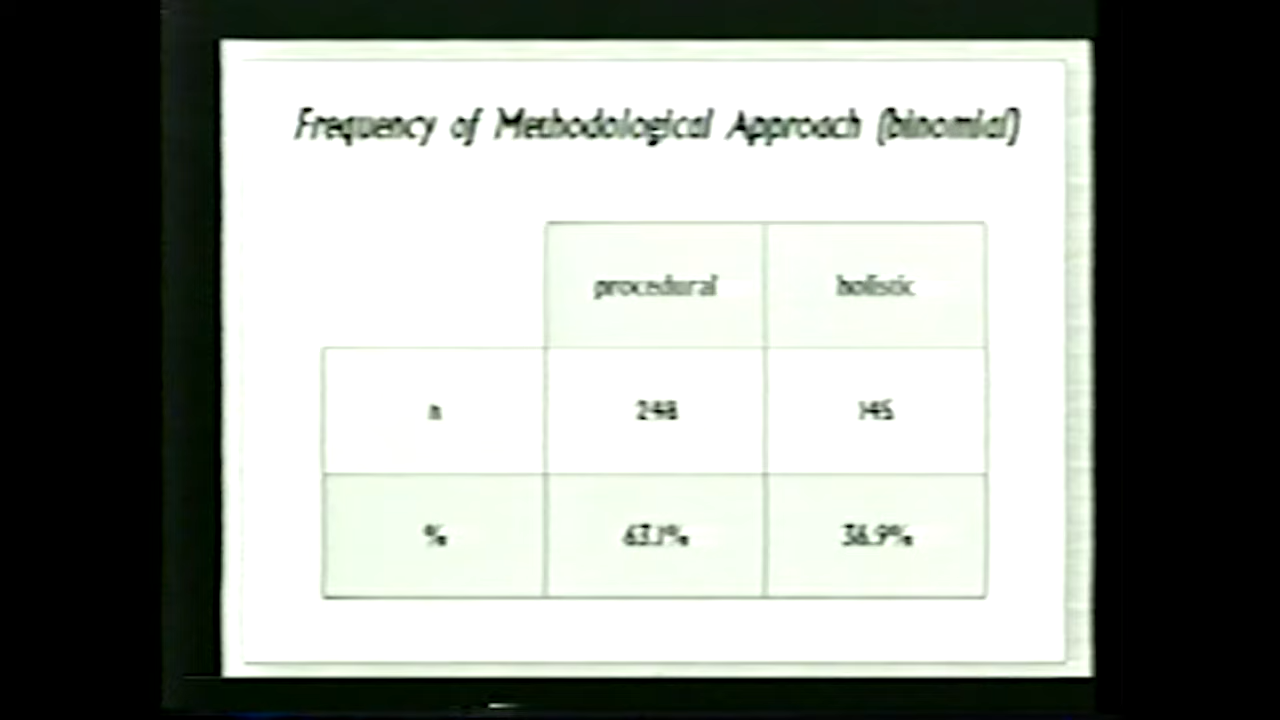 Frequency of Methodological Approach (binomial)
procedural holistic
n 248 145
% 63.1% 36.9%